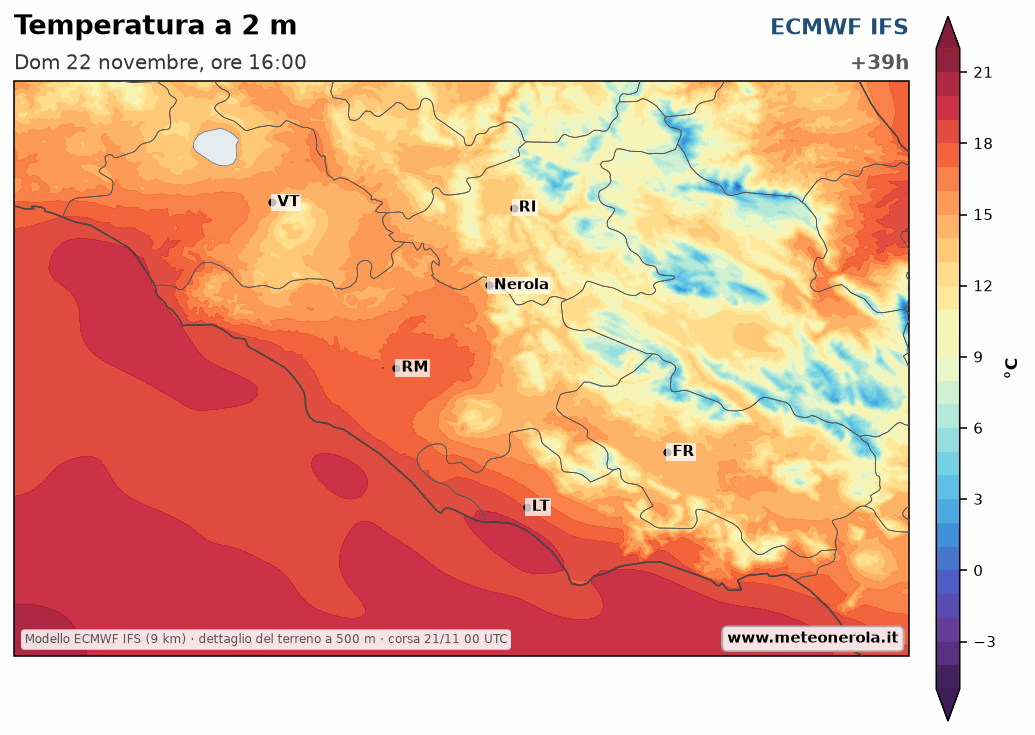 Temperatura a 2 m
ECMWF IFS
Dom 22 novembre, ore 16:00
+39h
21
18
15
12
9
6
3
0
−3
°C
VT
RI
Nerola
RM
FR
LT
Modello ECMWF IFS (9 km) · dettaglio del terreno a 500 m · corsa 21/11 00 UTC
www.meteonerola.it